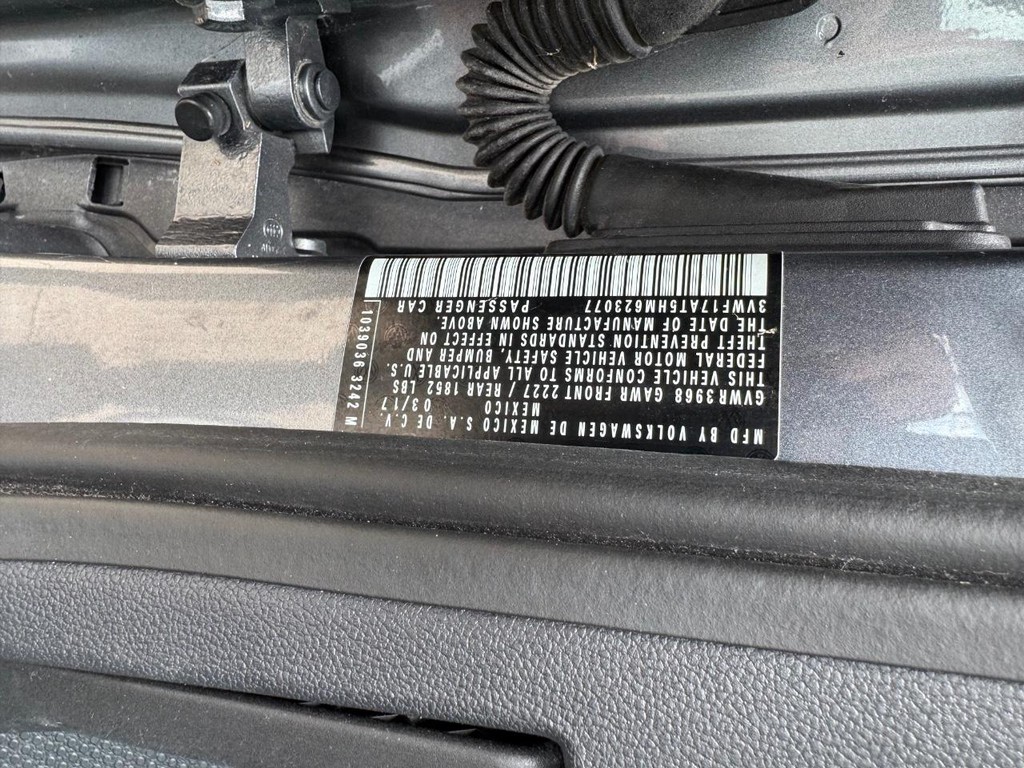 MFD BY VOLKSWAGEN DE MEXICO S.A. DE C.V
MEXICO 03/17
GVWR3968 GAWR FRONT 2227 / REAR 1852 LBS
THIS VEHICLE CONFORMS TO ALL APPLICABLE U.S.
FEDERAL MOTOR VEHICLE SAFETY, BUMPER AND
THEFT PREVENTION STANDARDS IN EFFECT ON
THE DATE OF MANUFACTURE SHOWN ABOVE.
3VWF17AT5HM623077 PASSENGER CAR
1039036 3242 M